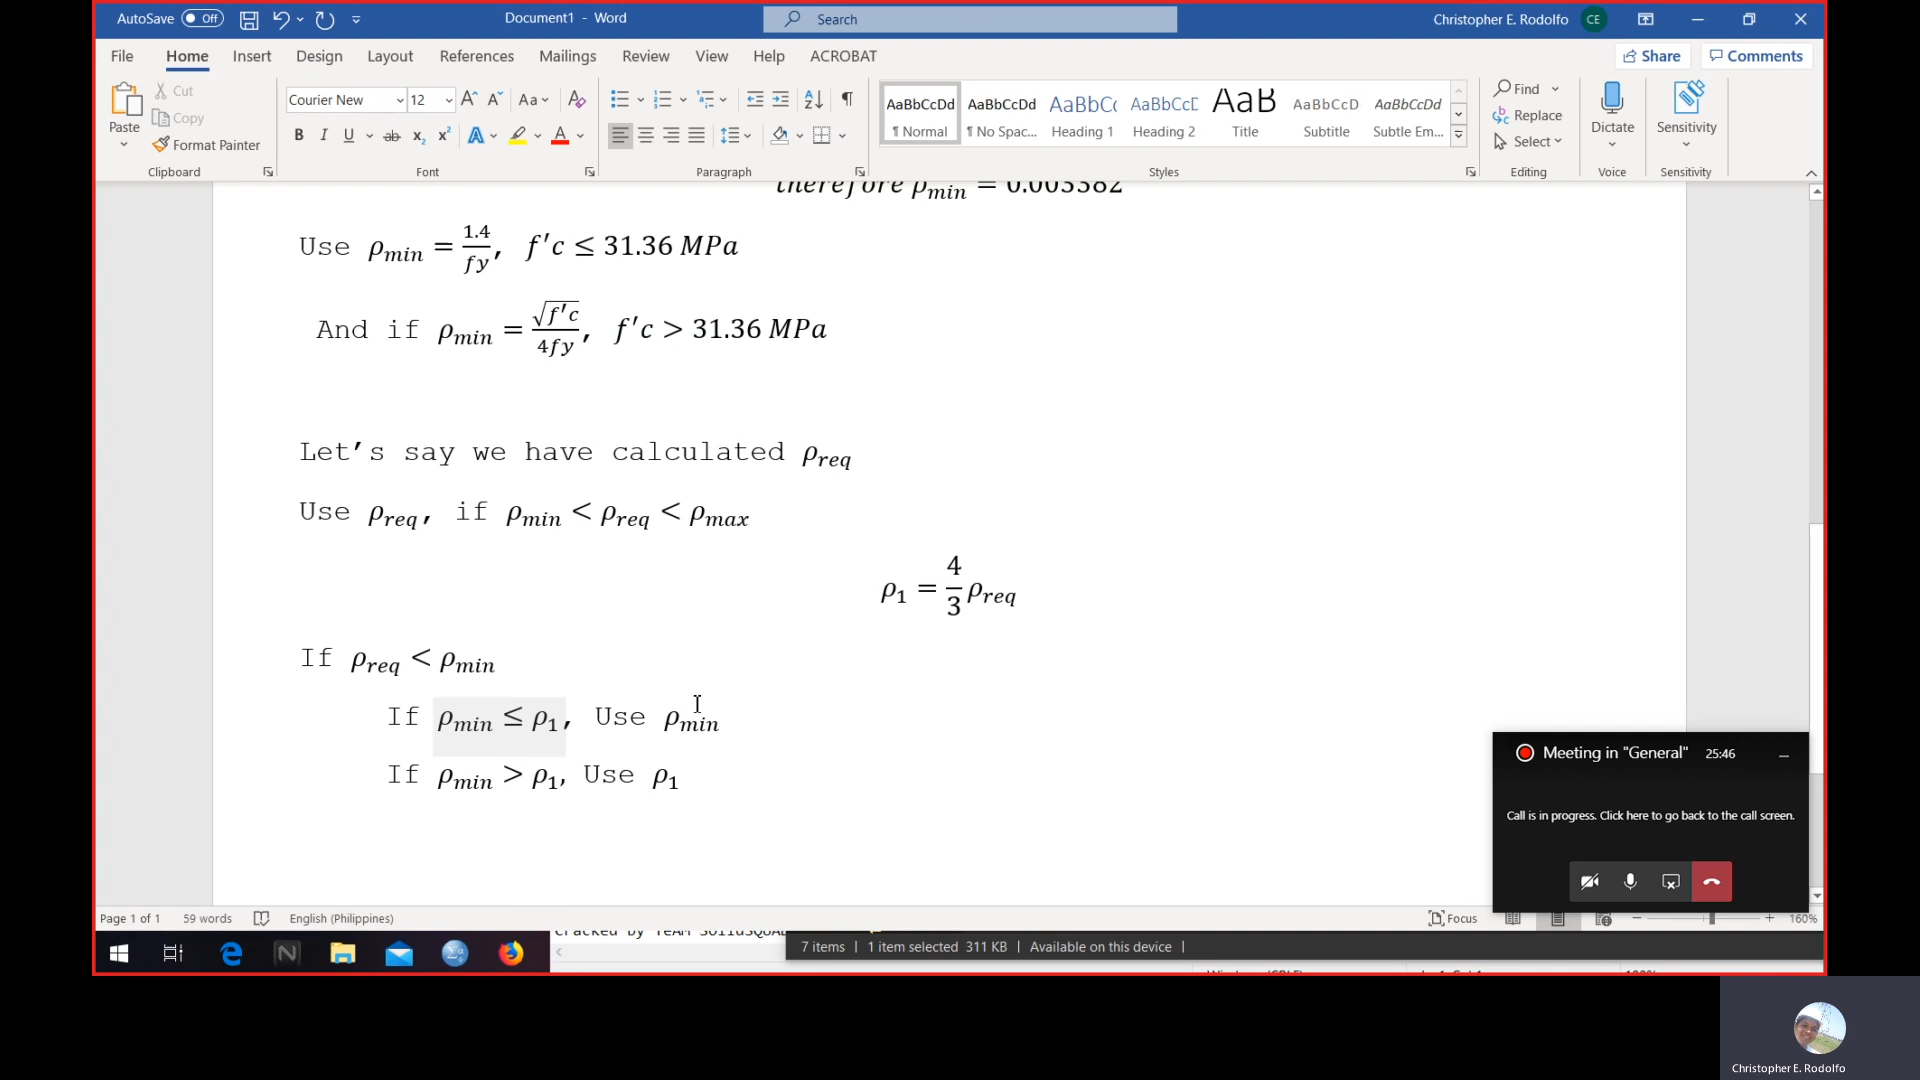 AutoSave Off
Document1 - Word
Search
Christopher E. Rodolfo CE
File Home Insert Design Layout References Mailings Review View Help ACROBAT
Share Comments
Paste
Cut
Copy
Format Painter
Courier New 12
AaBbCcDd AaBbCcDd AaBbC AaBbCcE AaB AaBbCcD AaBbCcDd
¶ Normal ¶ No Spac... Heading 1 Heading 2 Title Subtitle Subtle Em...
Find
Replace
Select
Dictate
Sensitivity
Clipboard Font Paragraph Styles Editing Voice Sensitivity
therefore ρmin = 0.003382
Use ρmin = 1.4/fy, f′c ≤ 31.36 MPa
And if ρmin = √f′c/4fy, f′c > 31.36 MPa
Let’s say we have calculated ρreq
Use ρreq, if ρmin < ρreq < ρmax
ρ1 = 4/3 ρreq
If ρreq < ρmin
If ρmin ≤ ρ1, Use ρmin
If ρmin > ρ1, Use ρ1
Meeting in "General" 25:46
Call is in progress. Click here to go back to the call screen.
Page 1 of 1 59 words English (Philippines)
Focus
160%
7 items 1 item selected 311 KB Available on this device
Christopher E. Rodolfo